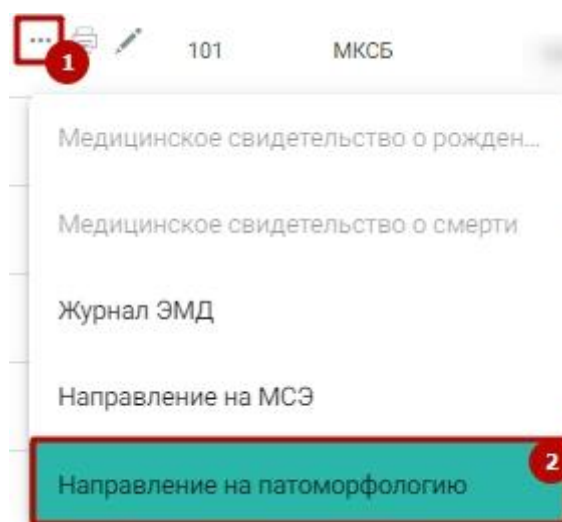 ... 1 101 МКСБ
Медицинское свидетельство о рожден...
Медицинское свидетельство о смерти
Журнал ЭМД
Направление на МСЭ
2
Направление на патоморфологию